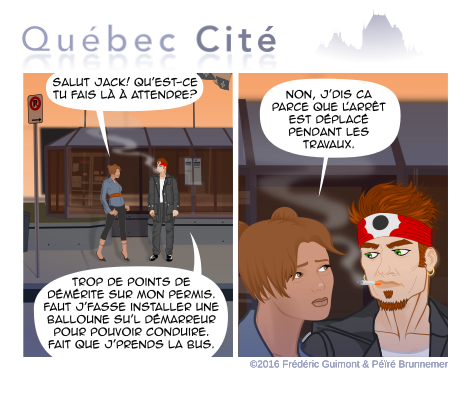 Québec Cité
SALUT JACK! QU'EST-CE
TU FAIS LÀ À ATTENDRE?
TROP DE POINTS DE
DÉMÉRITE SUR MON PERMIS.
FAUT J'FASSE INSTALLER UNE
BALLOUNE SU'L DÉMARREUR
POUR POUVOIR CONDUIRE.
FAIT QUE J'PRENDS LA BUS.
NON, J'DIS CA
PARCE QUE L'ARRÊT
EST DÉPLACÉ
PENDANT LES
TRAVAUX.
©2016 Frédéric Guimont & Péïré Brunnemer